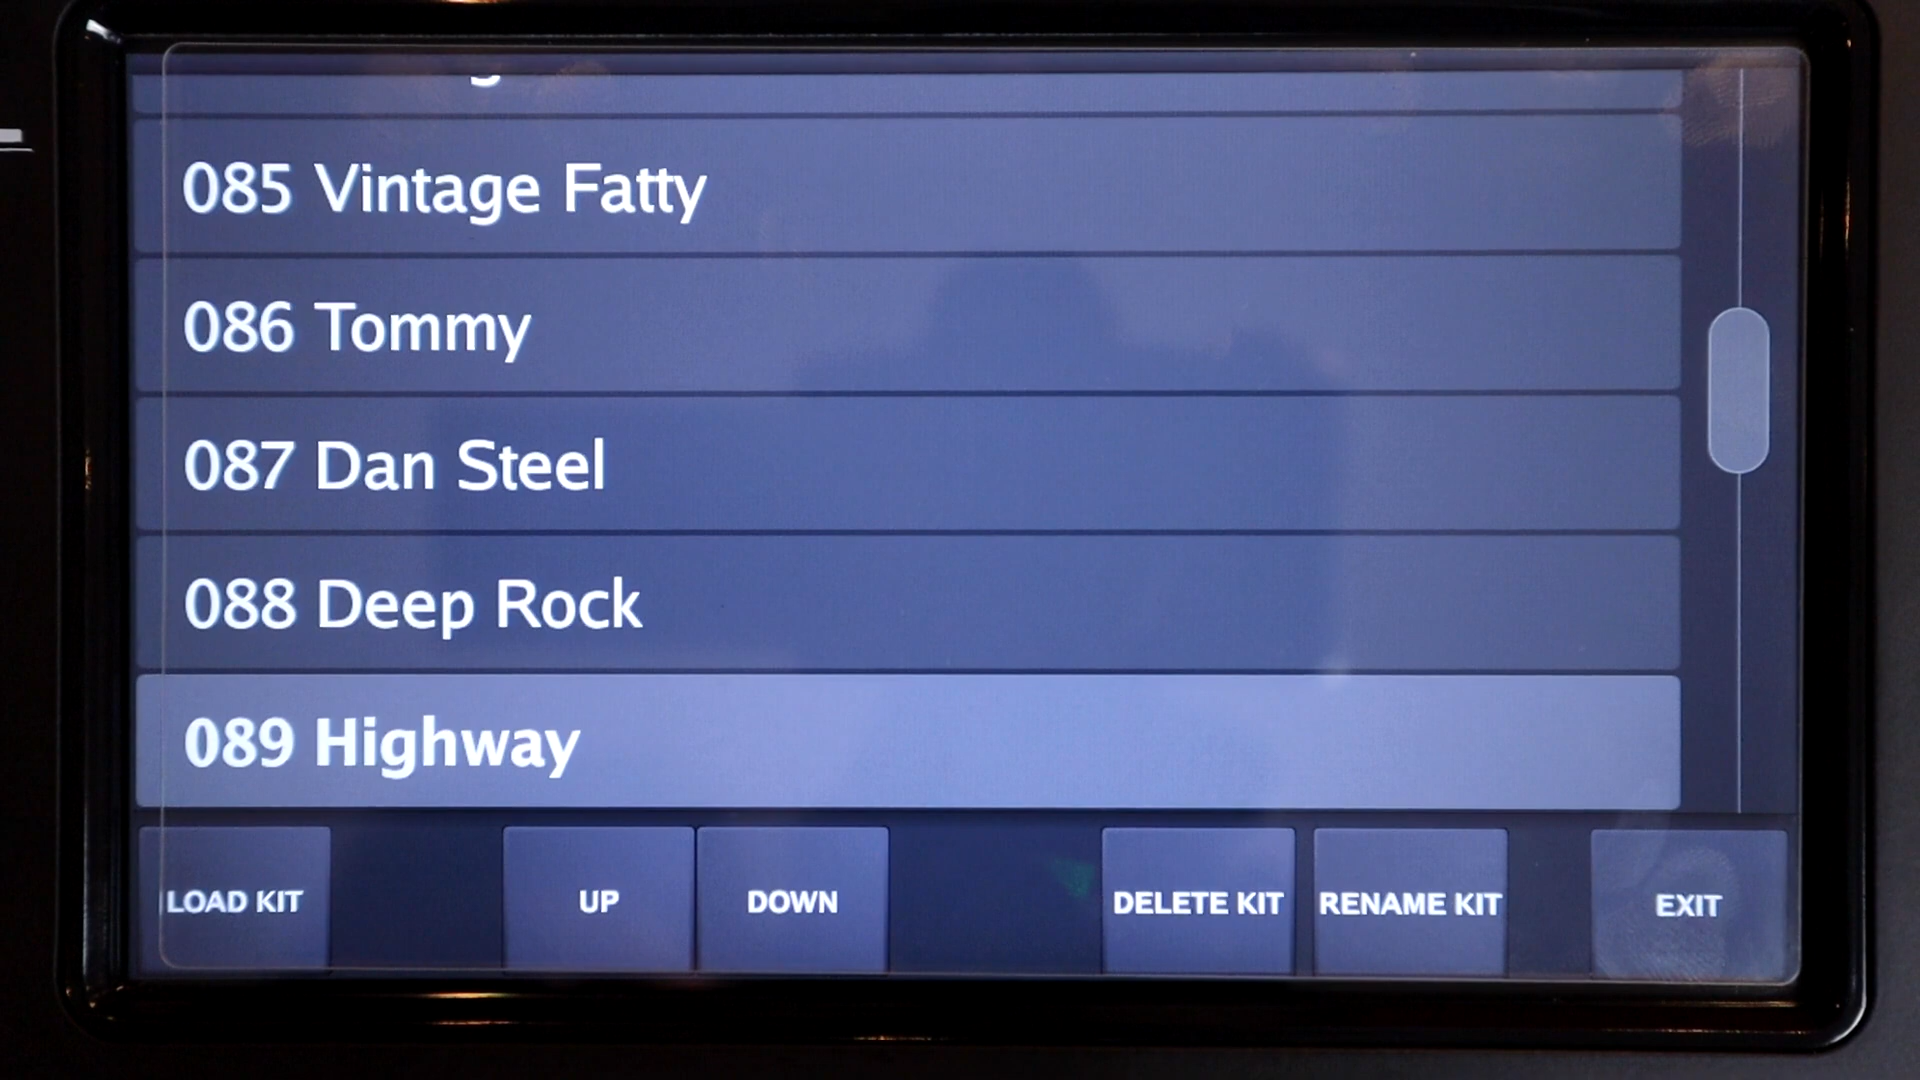 085 Vintage Fatty
086 Tommy
087 Dan Steel
088 Deep Rock
089 Highway
LOAD KIT
UP
DOWN
DELETE KIT
RENAME KIT
EXIT